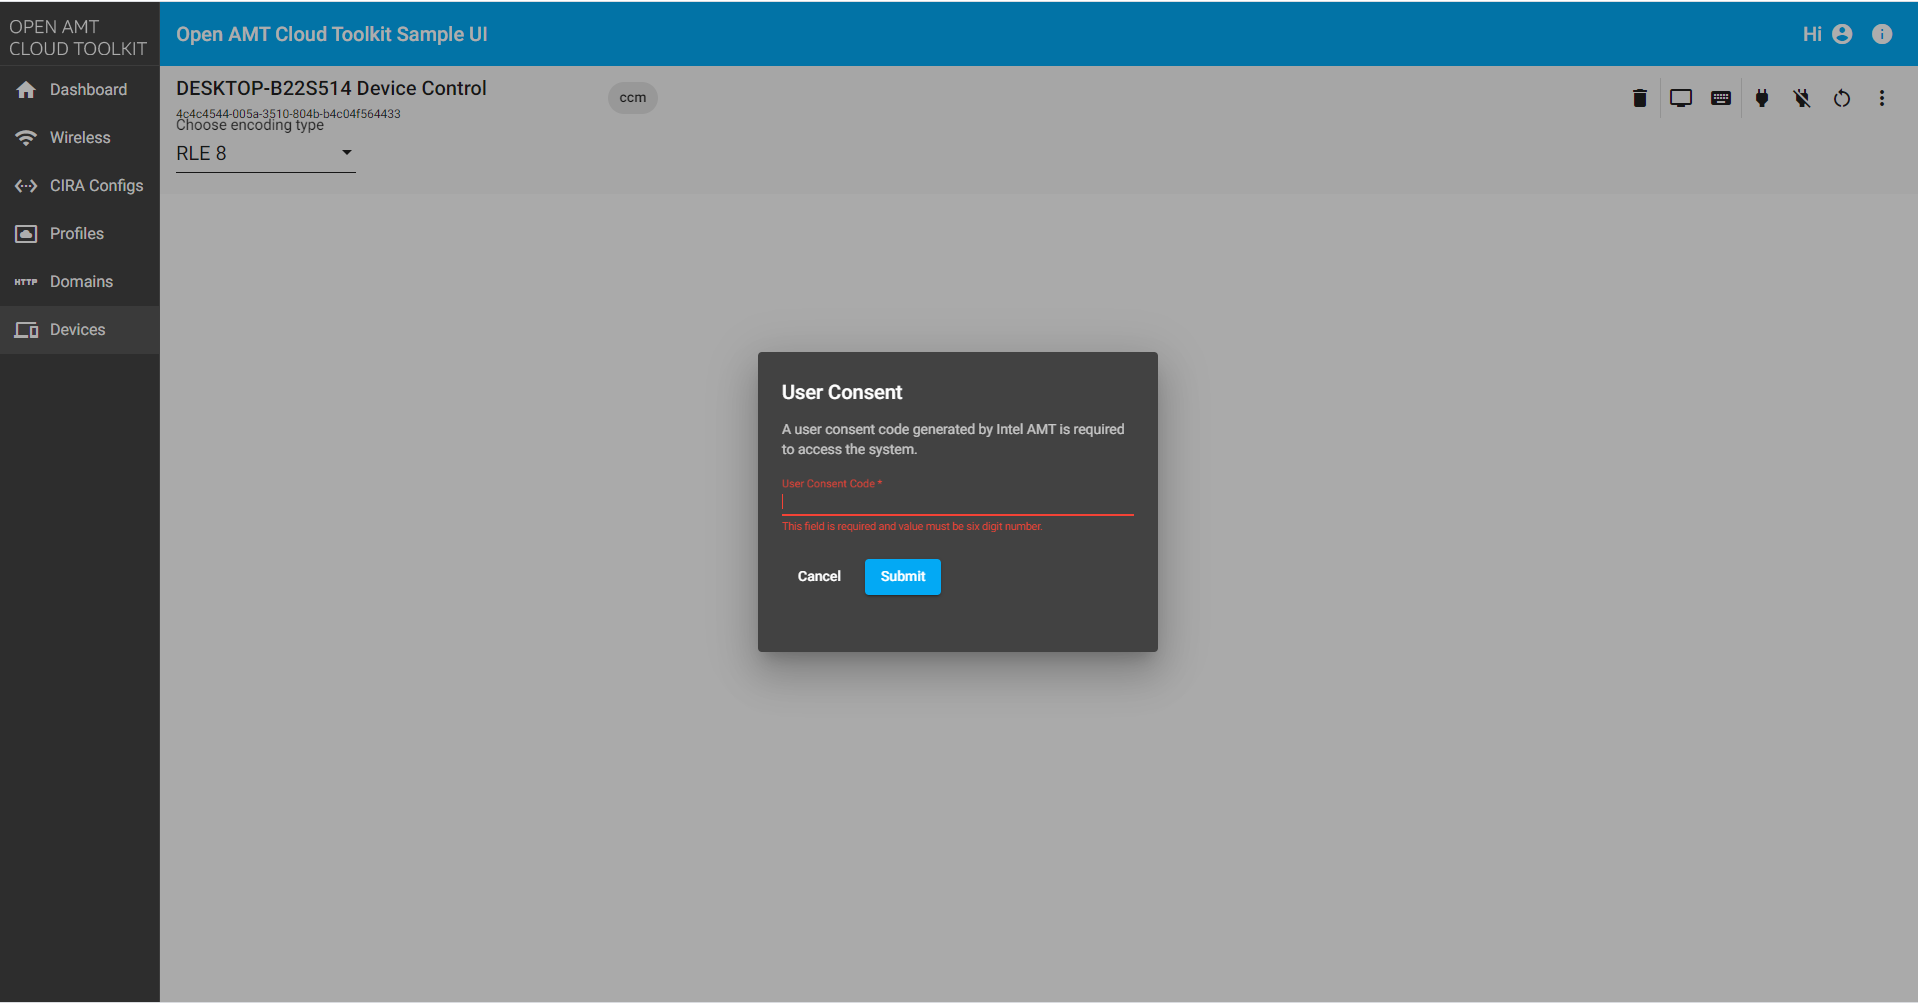 OPEN AMT
CLOUD TOOLKIT
Open AMT Cloud Toolkit Sample UI
Hi
Dashboard
Wireless
CIRA Configs
Profiles
HTTP Domains
Devices
DESKTOP-B22S514 Device Control
ccm
4c4c4544-005a-3510-804b-b4c04f564433
Choose encoding type
RLE 8
User Consent
A user consent code generated by Intel AMT is required
to access the system.
User Consent Code *
This field is required and value must be six digit number.
Cancel
Submit